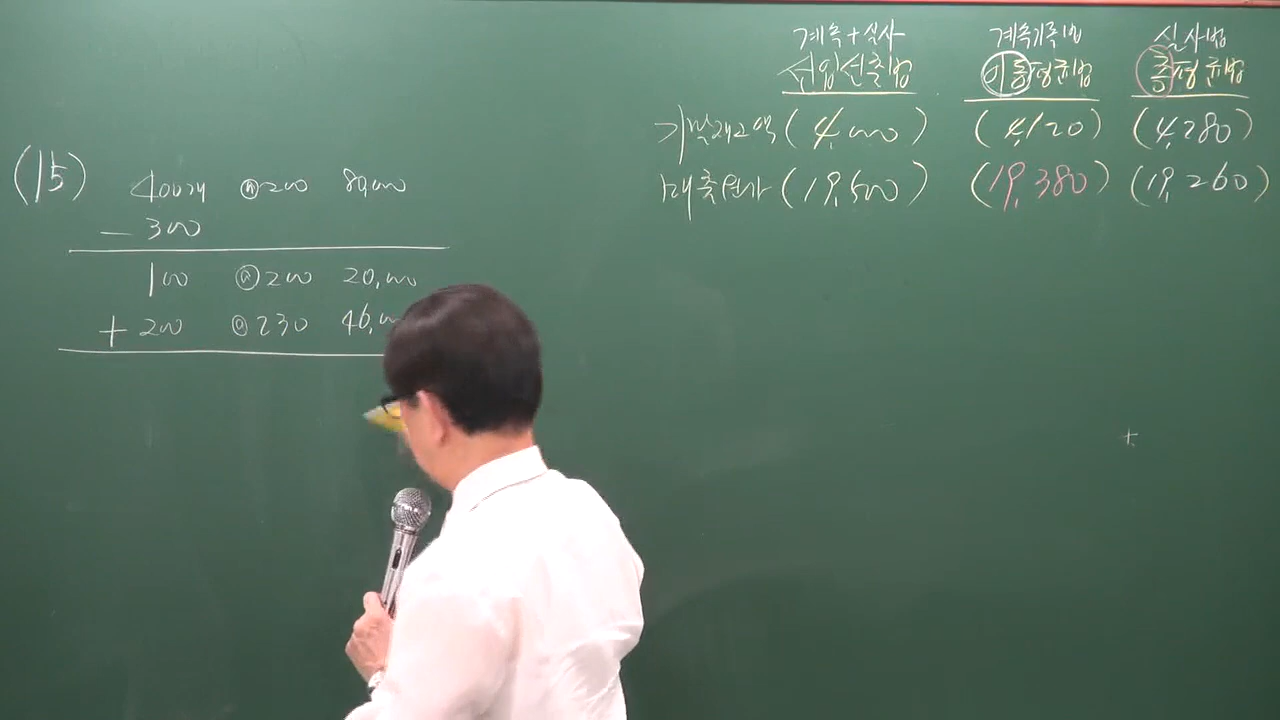 (15) 400개 @200 80,000
- 300
100 @200 20,000
+ 200 @230 46,
계속+실사 계속기록법 실사법
선입선출법 이동평균법 총평균법
기말재고액 (4,000) (4,120) (4,280)
매출원가 (19,500) (19,380) (19,260)
+